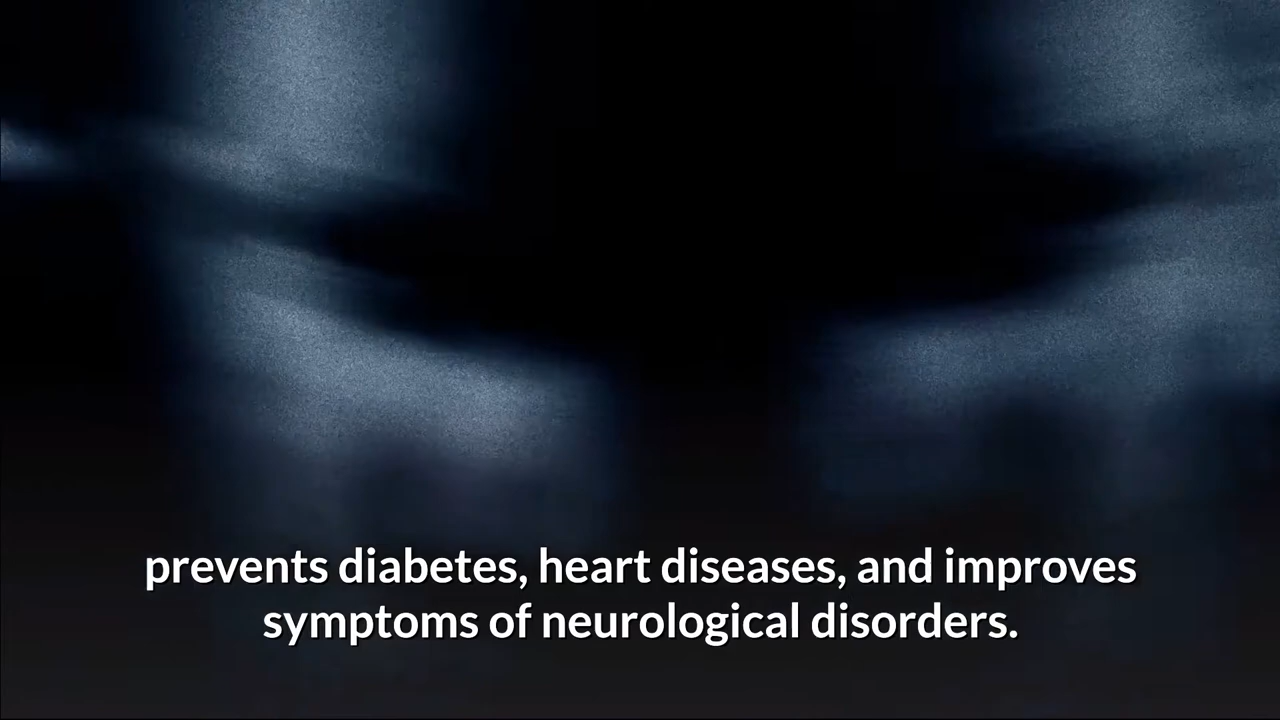 prevents diabetes, heart diseases, and improves
symptoms of neurological disorders.